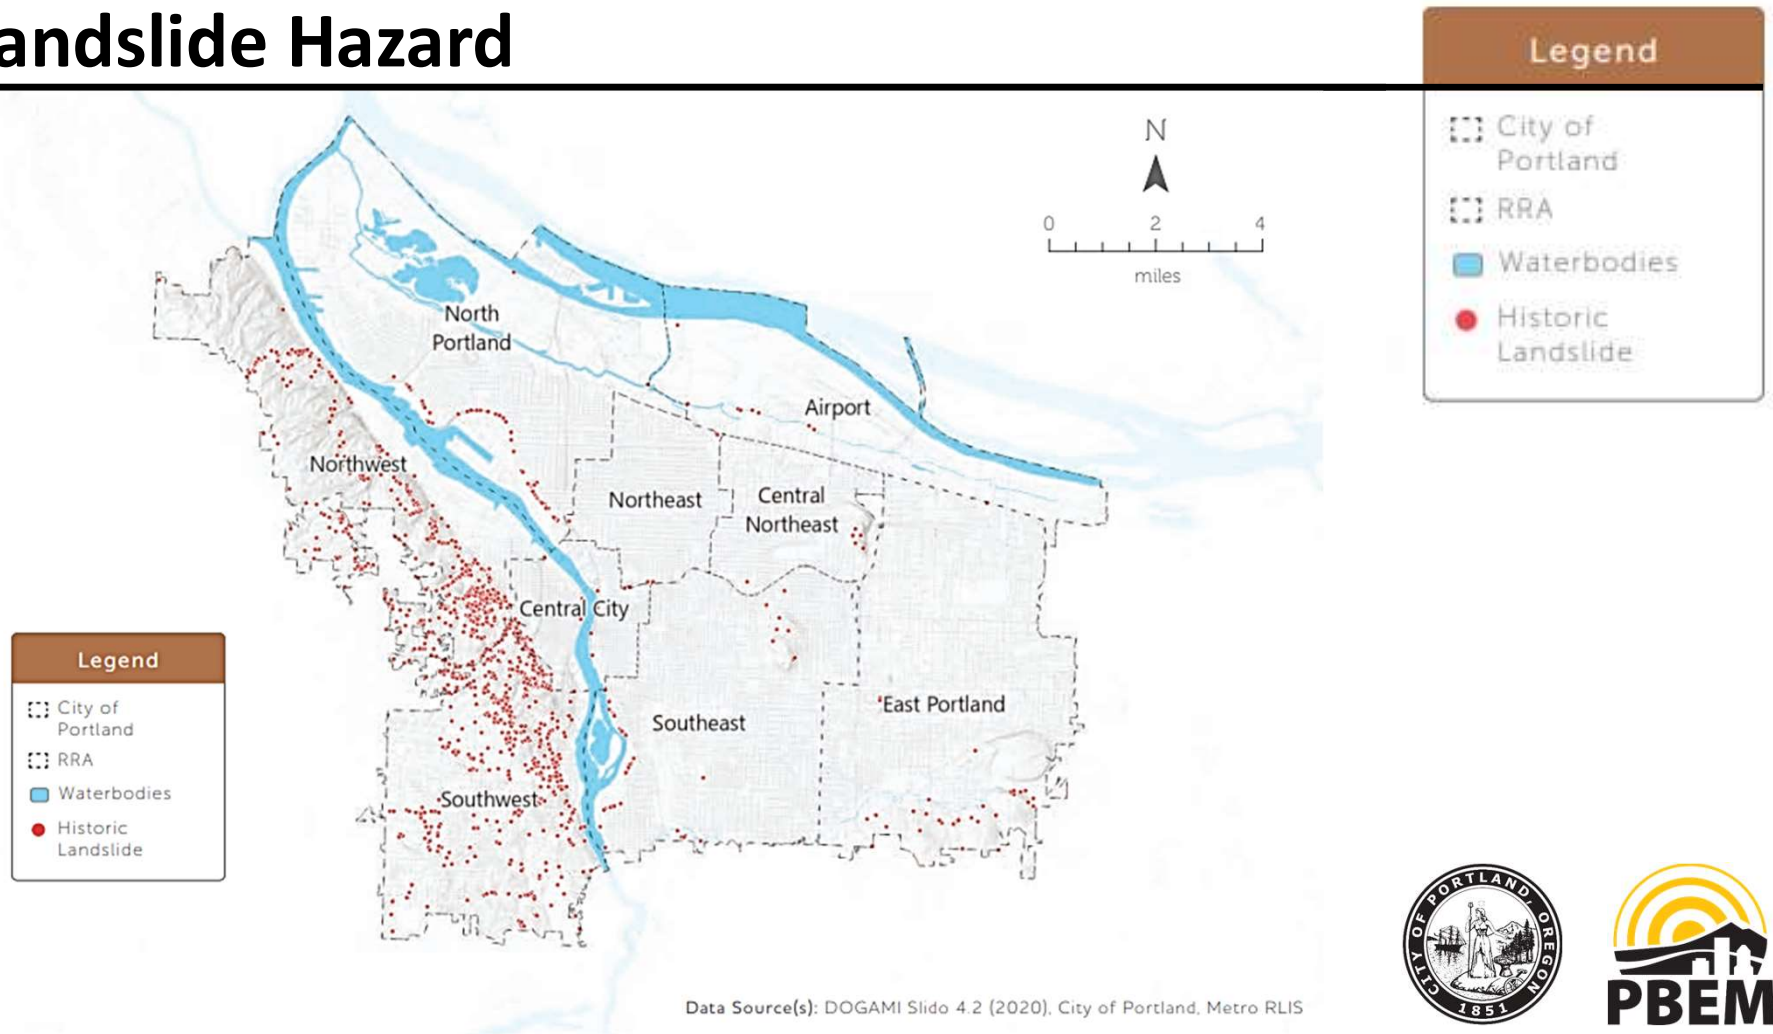 andslide Hazard
Legend
City of
Portland
RRA
Waterbodies
Historic
Landslide
N
0 2 4
miles
North
Portland
Airport
Northwest
Northeast
Central
Northeast
Central City
Southeast
East Portland
Southwest
Legend
City of
Portland
RRA
Waterbodies
Historic
Landslide
Data Source(s): DOGAMI Slido 4.2 (2020), City of Portland, Metro RLIS
CITY OF PORTLAND, OREGON
1851
PBEM